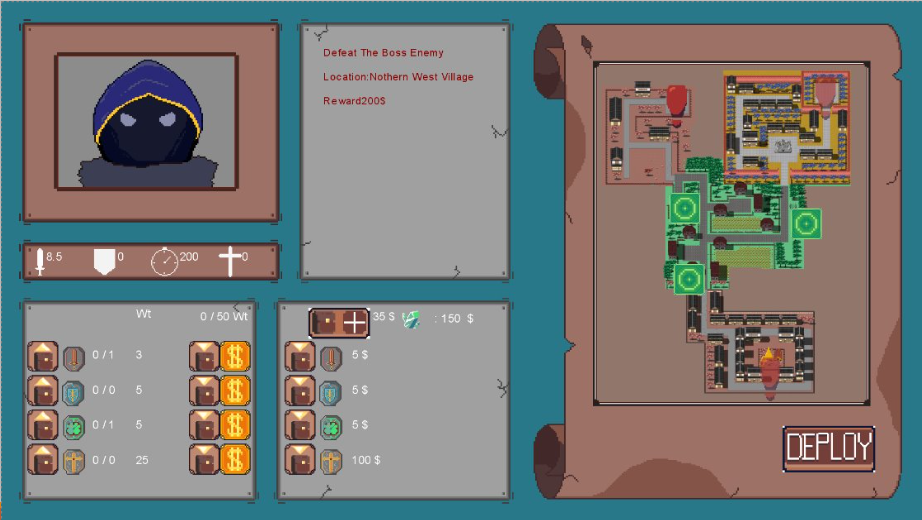 Defeat The Boss Enemy
Location:Nothern West Village
Reward200$
8.5
0
200
0
Wt
0 / 50 Wt
0 / 1
3
0 / 0
5
0 / 1
5
0 / 0
25
35 $
: 150 $
5 $
5 $
5 $
100 $
DEPLOY